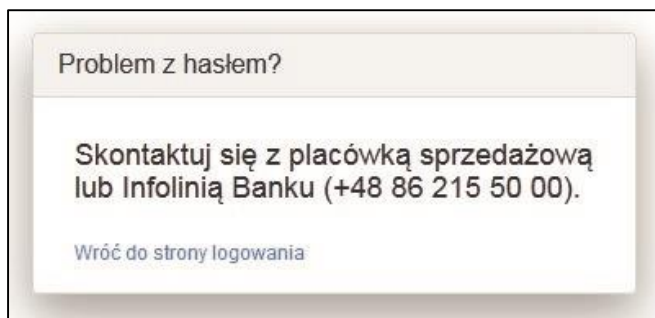 Problem z hasłem?
Skontaktuj się z placówką sprzedażową
lub Infolinią Banku (+48 86 215 50 00).
Wróć do strony logowania